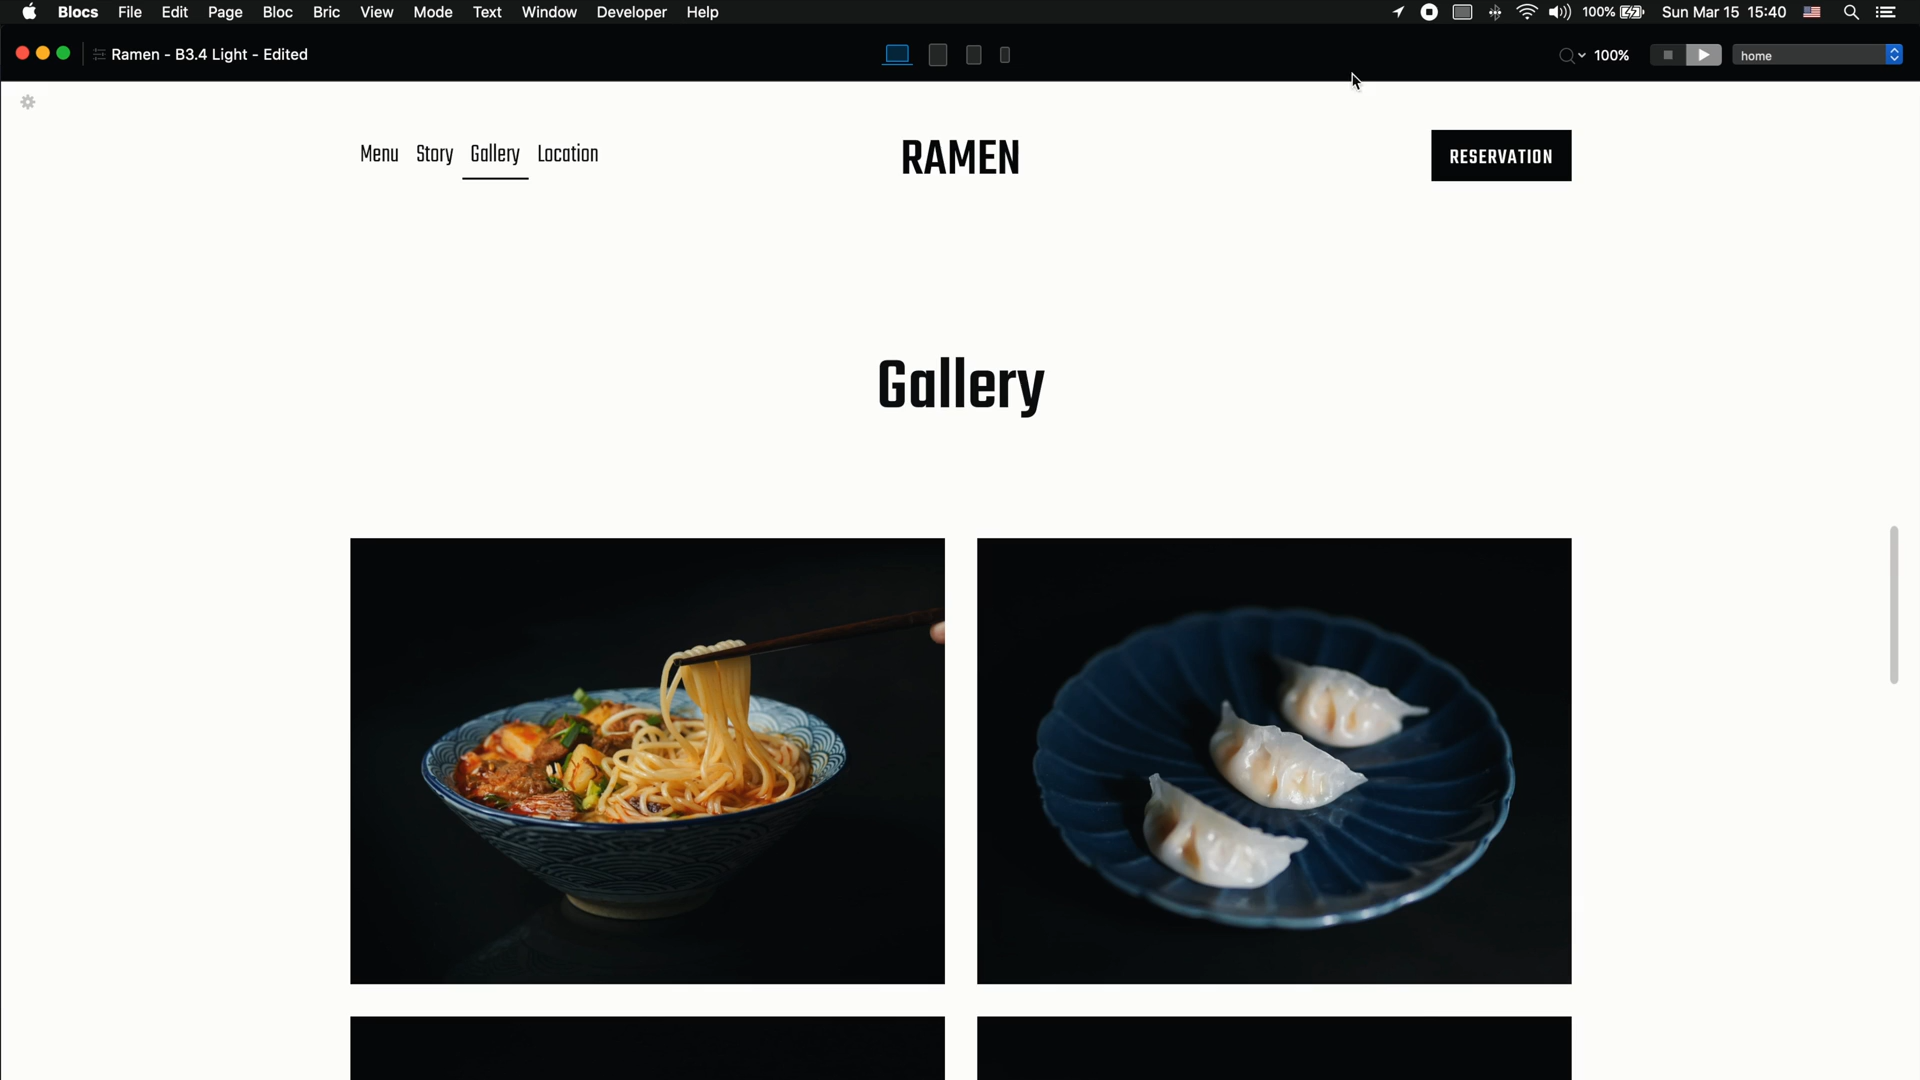 Blocs File Edit Page Bloc Bric View Mode Text Window Developer Help 100% Sun Mar 15 15:40
Ramen - B3.4 Light - Edited 100% home
Menu Story Gallery Location RAMEN RESERVATION
Gallery